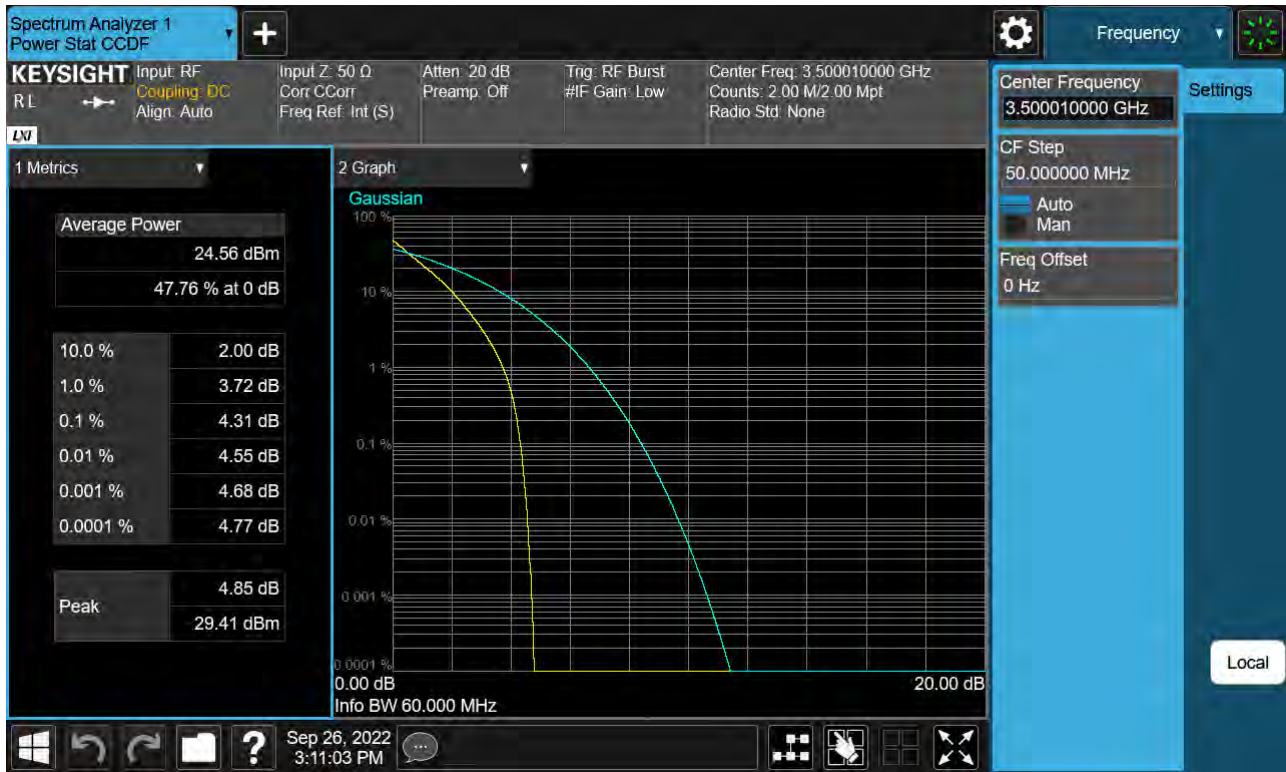 Spectrum Analyzer 1
Power Stat CCDF
+
Frequency
KEYSIGHT
RL
LXI
Input: RF
Coupling: DC
Align: Auto
Input Z: 50 Ω
Corr CCorr
Freq Ref: Int (S)
Atten: 20 dB
Preamp: Off
Trig: RF Burst
#IF Gain: Low
Center Freq: 3.500010000 GHz
Counts: 2.00 M/2.00 Mpt
Radio Std: None
Center Frequency
3.500010000 GHz
Settings
CF Step
50.000000 MHz
Auto
Man
Freq Offset
0 Hz
Local
1 Metrics
Average Power
24.56 dBm
47.76 % at 0 dB
10.0 % 2.00 dB
1.0 % 3.72 dB
0.1 % 4.31 dB
0.01 % 4.55 dB
0.001 % 4.68 dB
0.0001 % 4.77 dB
Peak
4.85 dB
29.41 dBm
2 Graph
Gaussian
100 %
10 %
1 %
0.1 %
0.01 %
0.001 %
0.0001 %
0.00 dB 20.00 dB
Info BW 60.000 MHz
?
Sep 26, 2022
3:11:03 PM